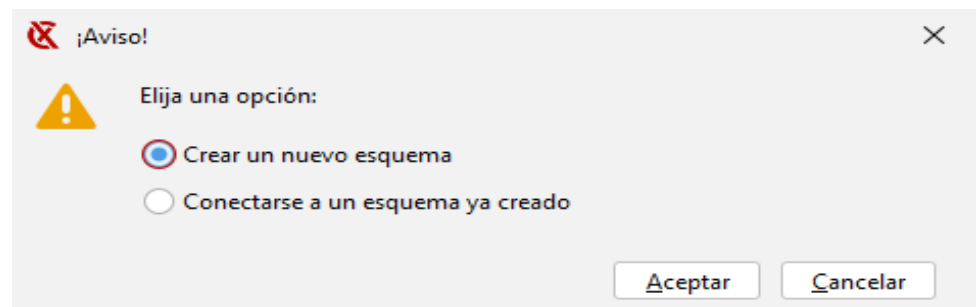 ¡Aviso!
Elija una opción:
Crear un nuevo esquema
Conectarse a un esquema ya creado
Aceptar Cancelar